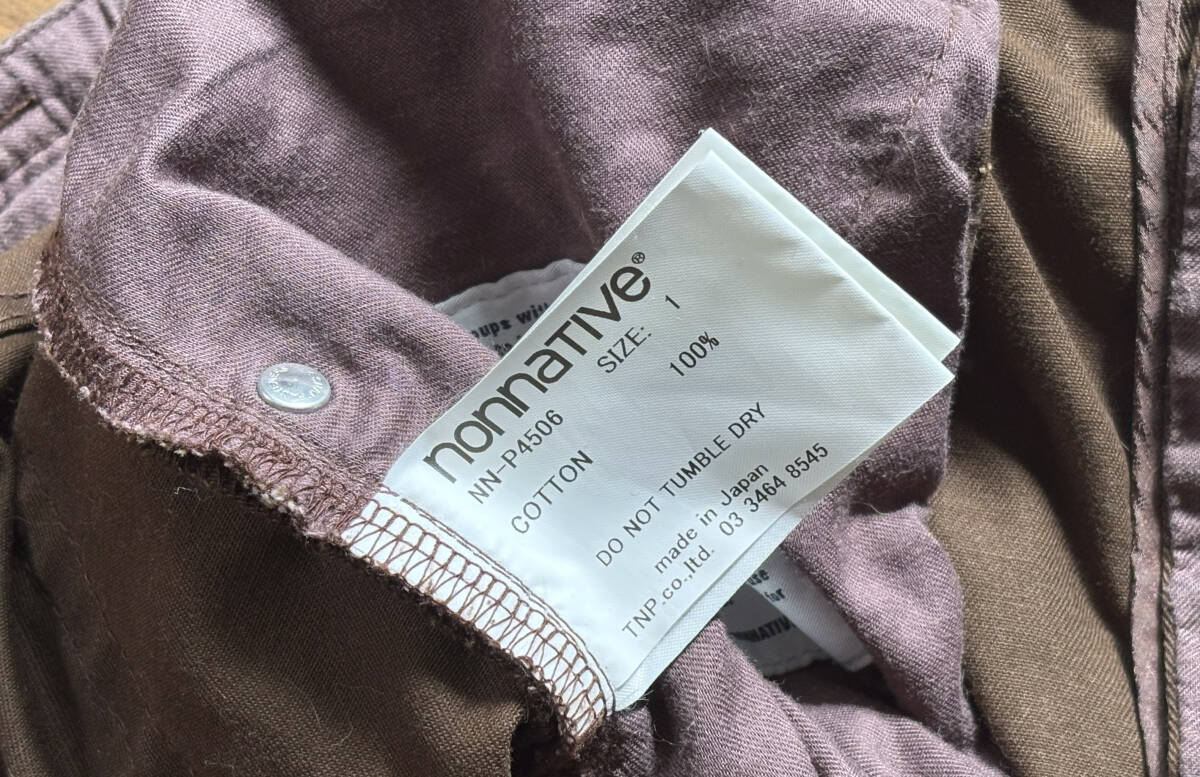 nonnative®
NN-P4506 SIZE: 1
COTTON 100%
DO NOT TUMBLE DRY
made in Japan
TNP.co.,ltd. 03 3464 8545
for